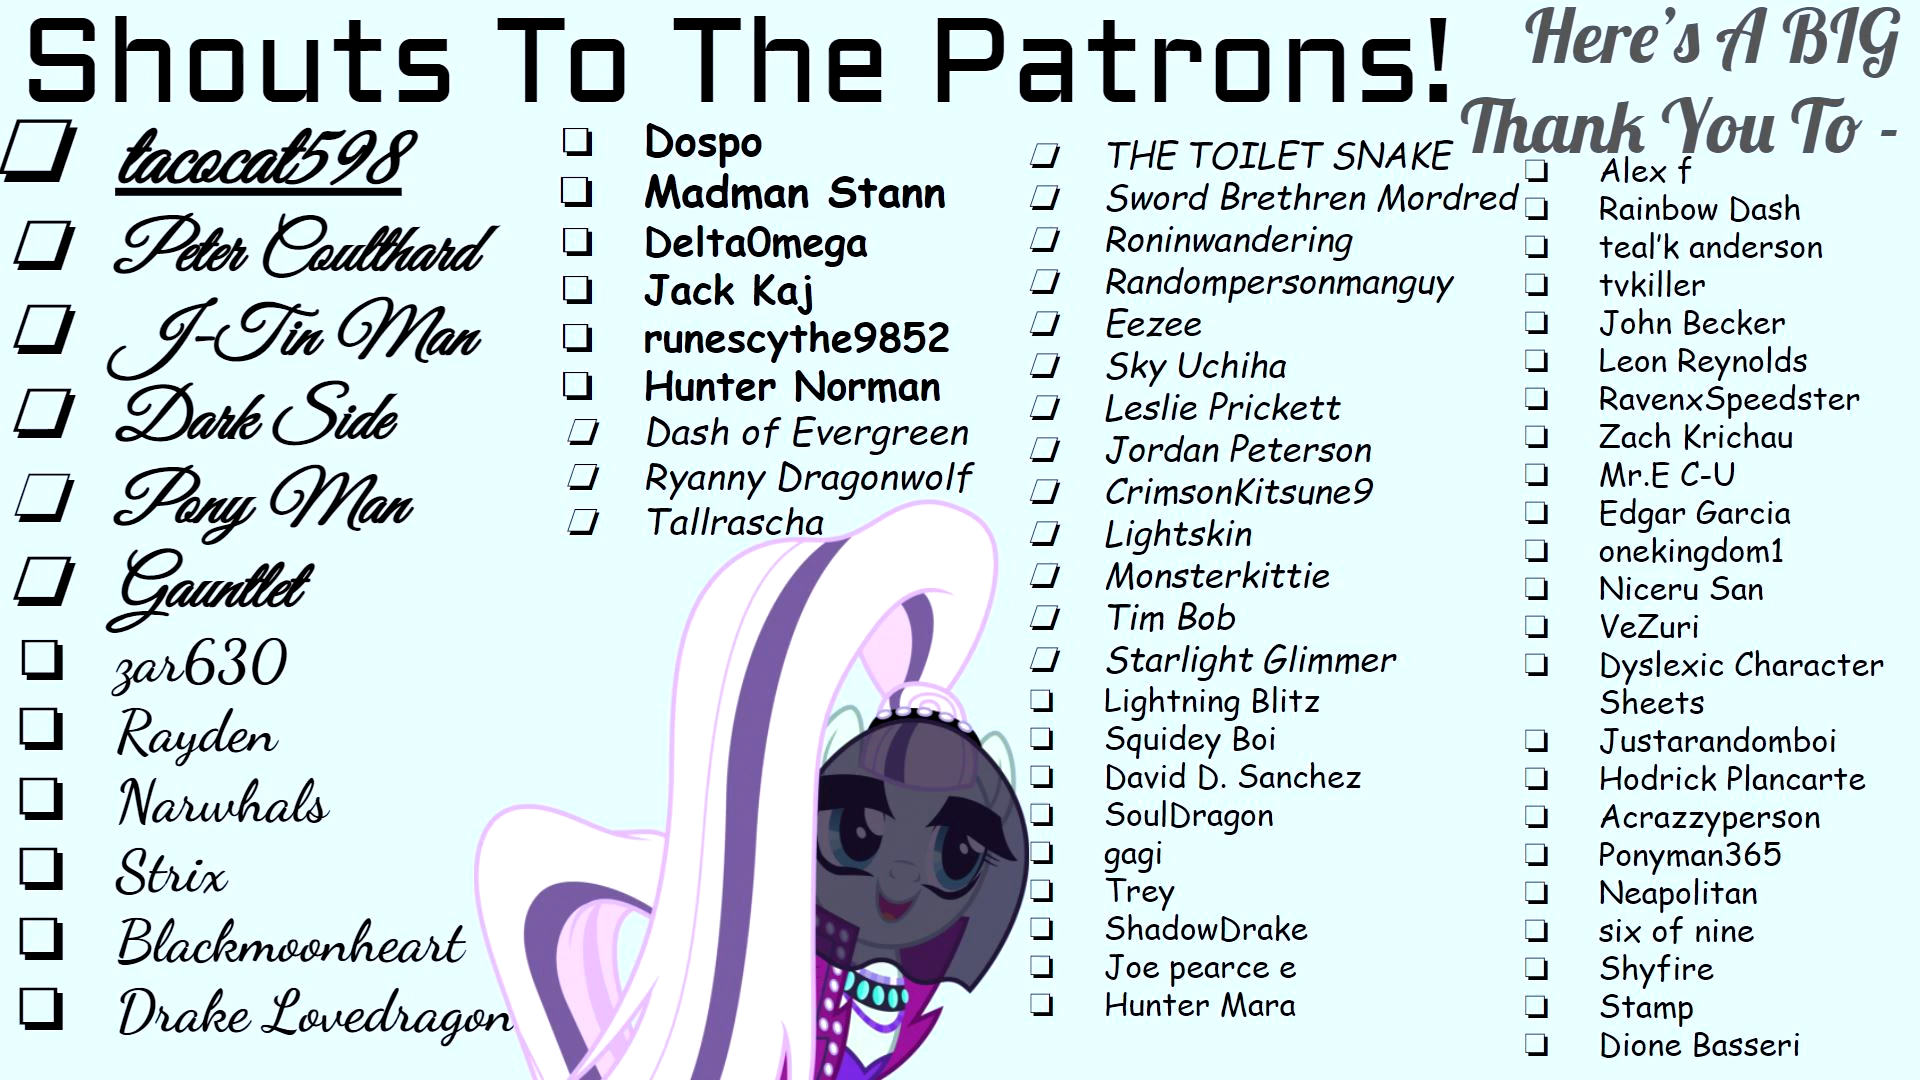 Shouts To The Patrons!
Here's A BIG
Thank You To -
tacocat598
Peter Coulthard
J-Tin Man
Dark Side
Pony Man
Gauntlet
zar630
Rayden
Narwhals
Strix
Blackmoonheart
Drake Lovedragon
Dospo
Madman Stann
Delta0mega
Jack Kaj
runescythe9852
Hunter Norman
Dash of Evergreen
Ryanny Dragonwolf
Tallrascha
THE TOILET SNAKE
Sword Brethren Mordred
Roninwandering
Randompersonmanguy
Eezee
Sky Uchiha
Leslie Prickett
Jordan Peterson
CrimsonKitsune9
Lightskin
Monsterkittie
Tim Bob
Starlight Glimmer
Lightning Blitz
Squidey Boi
David D. Sanchez
SoulDragon
gagi
Trey
ShadowDrake
Joe pearce e
Hunter Mara
Alex f
Rainbow Dash
teal'k anderson
tvkiller
John Becker
Leon Reynolds
RavenxSpeedster
Zach Krichau
Mr.E C-U
Edgar Garcia
onekingdom1
Niceru San
VeZuri
Dyslexic Character
Sheets
Justarandomboi
Hodrick Plancarte
Acrazzyperson
Ponyman365
Neapolitan
six of nine
Shyfire
Stamp
Dione Basseri